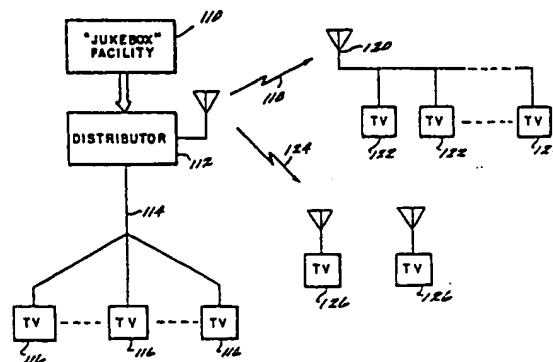 110
"JUKEBOX"
FACILITY
120
118
DISTRIBUTOR
112
124
TV TV TV
122 122 12
114
TV TV
126 126
TV TV TV
116 116 116